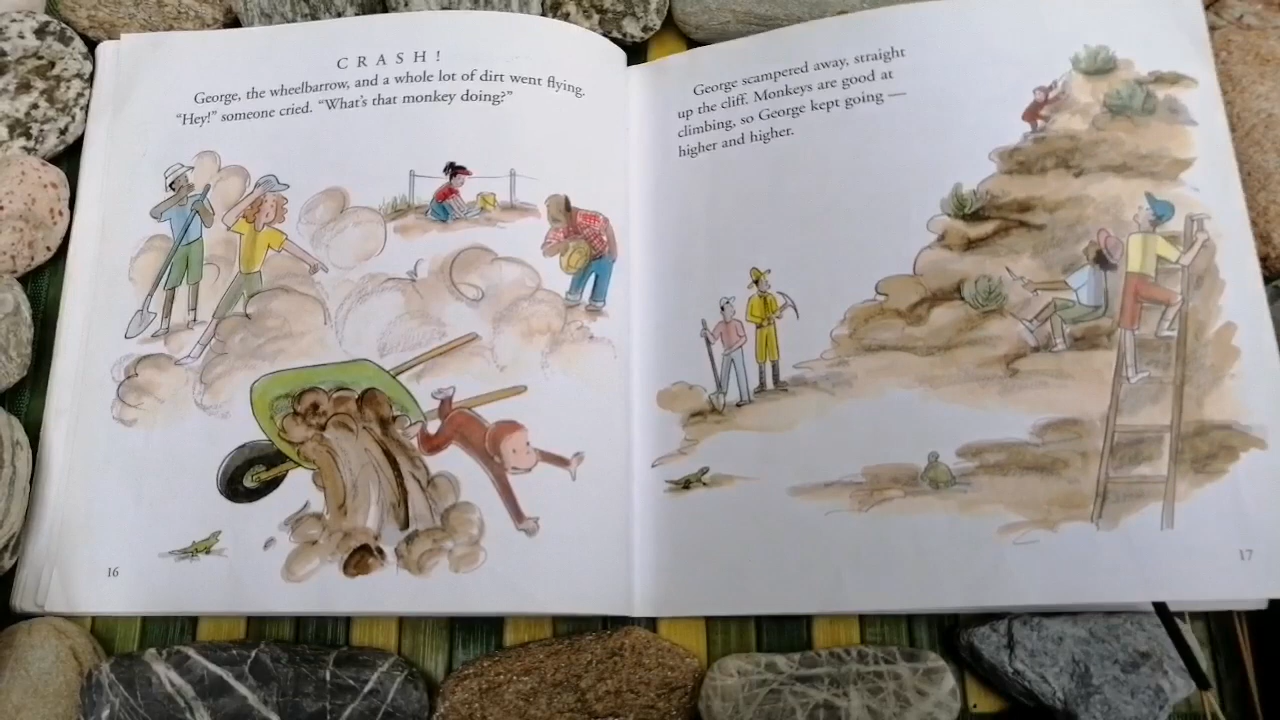 CRASH!
George, the wheelbarrow, and a whole lot of dirt went flying.
"Hey!" someone cried. "What's that monkey doing?"
16
George scampered away, straight
up the cliff. Monkeys are good at
climbing, so George kept going —
higher and higher.
17